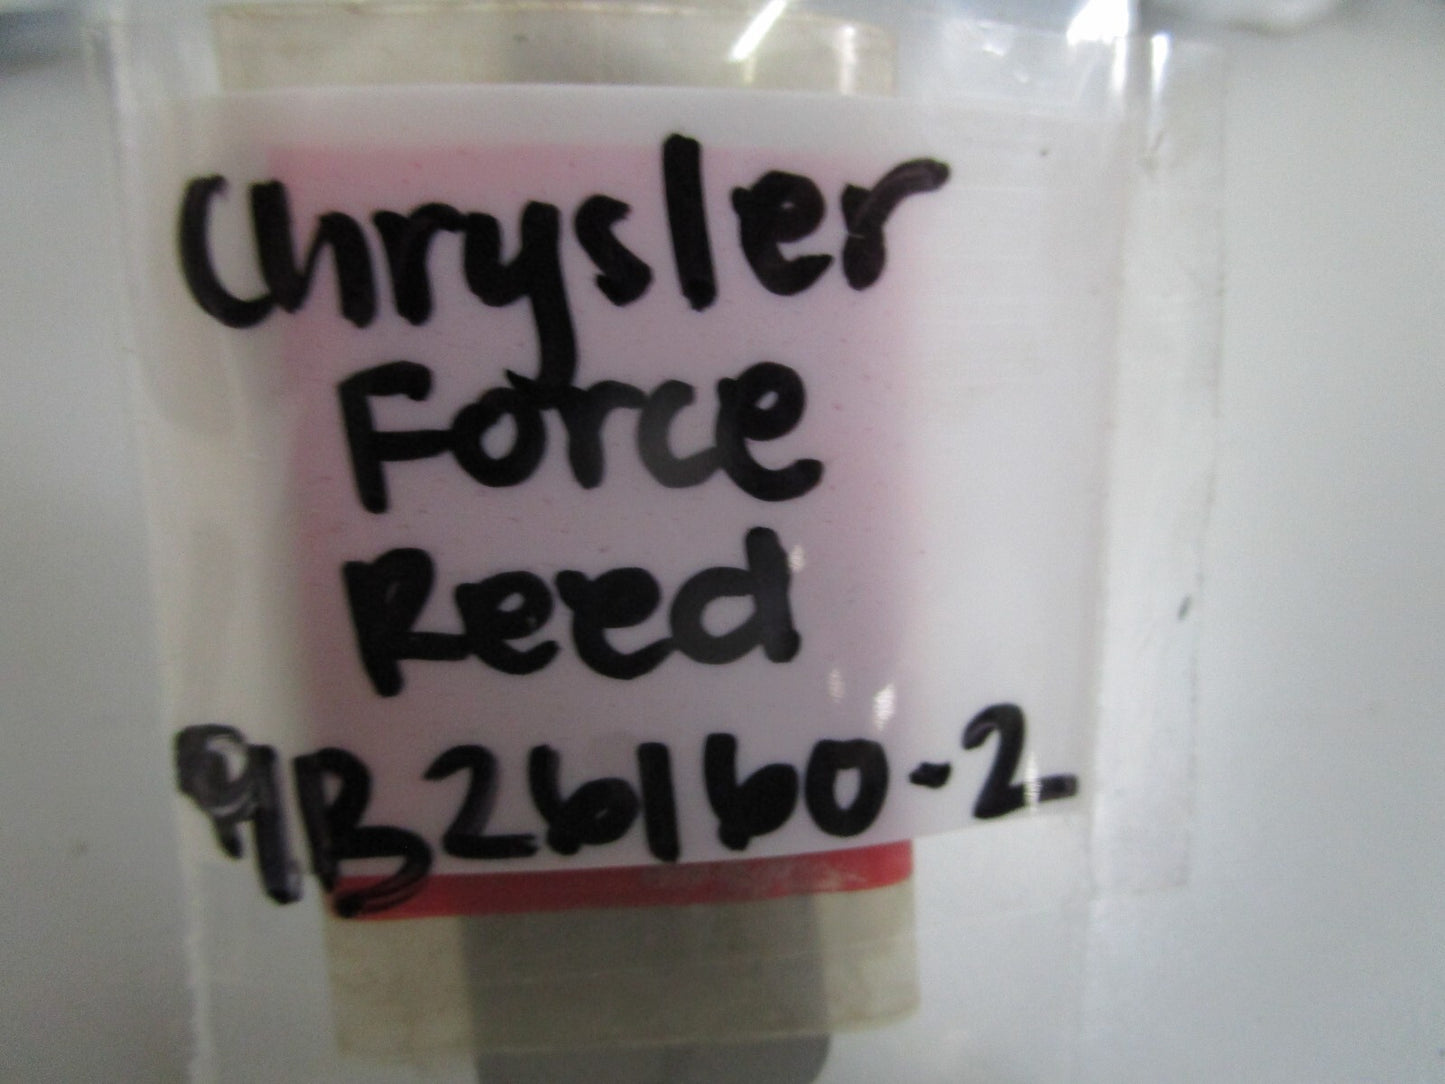 Chrysler
Force
Reed
9B26160-2